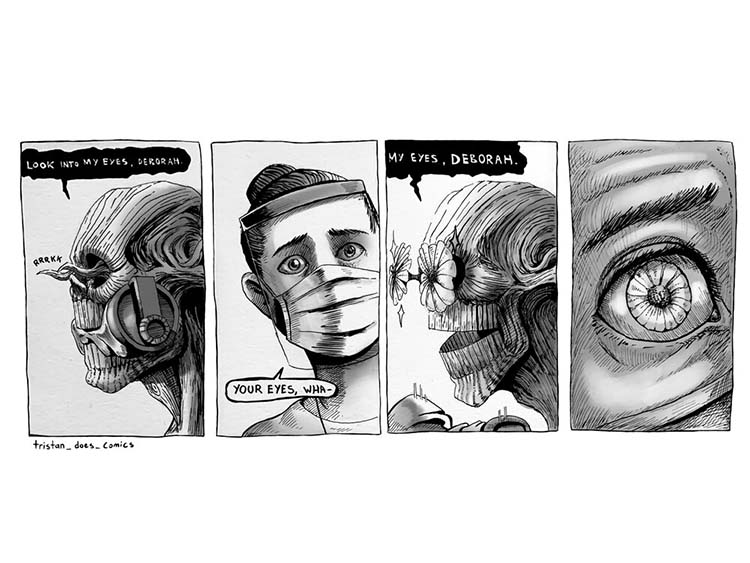 LOOK INTO MY EYES, DEBORAH.
RRRKK
YOUR EYES, WHA-
MY EYES, DEBORAH.
tristan_does_comics